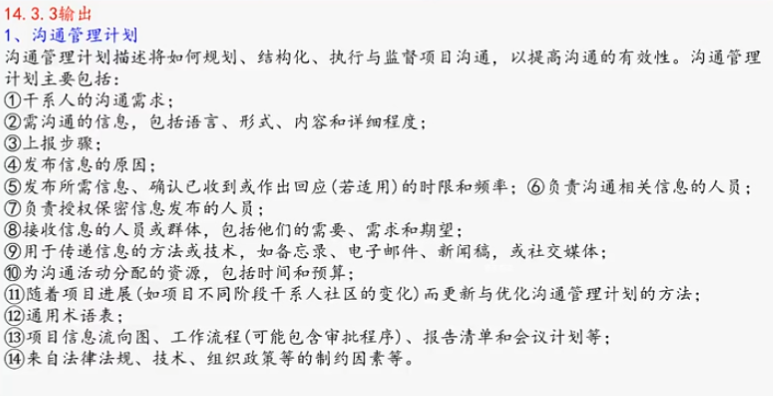 14.3.3输出
1、沟通管理计划
沟通管理计划描述将如何规划、结构化、执行与监督项目沟通，以提高沟通的有效性。沟通管理
计划主要包括：
①干系人的沟通需求；
②需沟通的信息，包括语言、形式、内容和详细程度；
③上报步骤；
④发布信息的原因；
⑤发布所需信息、确认已收到或作出回应(若适用)的时限和频率；⑥负责沟通相关信息的人员；
⑦负责授权保密信息发布的人员；
⑧接收信息的人员或群体，包括他们的需要、需求和期望；
⑨用于传递信息的方法或技术，如备忘录、电子邮件、新闻稿，或社交媒体；
⑩为沟通活动分配的资源，包括时间和预算；
⑪随着项目进展(如项目不同阶段干系人社区的变化)而更新与优化沟通管理计划的方法；
⑫通用术语表；
⑬项目信息流向图、工作流程(可能包含审批程序)、报告清单和会议计划等；
⑭来自法律法规、技术、组织政策等的制约因素等。